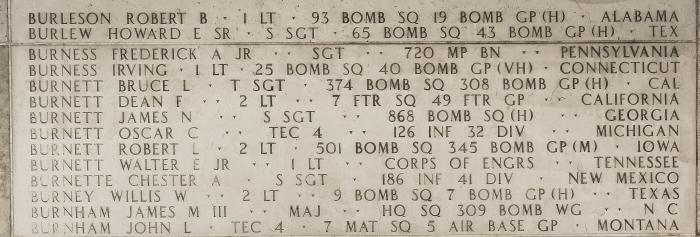 BURLESON ROBERT B · 1 LT · 93 BOMB SQ 19 BOMB GP (H) · ALABAMA
BURLEW HOWARD E SR · S SGT · 65 BOMB SQ 43 BOMB GP (H) · TEX
BURNESS FREDERICK A JR · · SGT · · 720 MP BN · · PENNSYLVANIA
BURNESS IRVING · 1 LT · 25 BOMB SQ 40 BOMB GP (VH) · CONNECTICUT
BURNETT BRUCE L · T SGT · 374 BOMB SQ 308 BOMB GP (H) · CAL
BURNETT DEAN F · · 2 LT · · 7 FTR SQ 49 FTR GP · · CALIFORNIA
BURNETT JAMES N · · S SGT · · 868 BOMB SQ (H) · · GEORGIA
BURNETT OSCAR C · · TEC 4 · · 126 INF 32 DIV · · MICHIGAN
BURNETT ROBERT L · 2 LT · 501 BOMB SQ 345 BOMB GP (M) · IOWA
BURNETT WALTER E JR · · 1 LT · · CORPS OF ENGRS · · TENNESSEE
BURNETTE CHESTER A · S SGT · 186 INF 41 DIV · NEW MEXICO
BURNEY WILLIS W · · 2 LT · · 9 BOMB SQ 7 BOMB GP (H) · · TEXAS
BURNHAM JAMES M III · · MAJ · · HQ SQ 309 BOMB WG · · N C
BURNHAM JOHN L · TEC 4 · 7 MAT SQ 5 AIR BASE GP · MONTANA